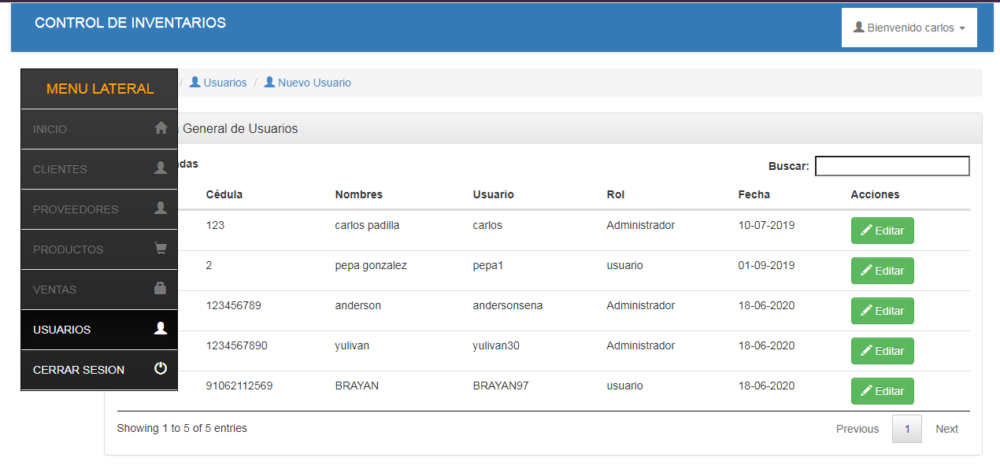 CONTROL DE INVENTARIOS
Bienvenido carlos
MENU LATERAL
/ Usuarios / Nuevo Usuario
INICIO
General de Usuarios
CLIENTES
Buscar:
Cédula Nombres Usuario Rol Fecha Acciones
PROVEEDORES
123 carlos padilla carlos Administrador 10-07-2019 Editar
PRODUCTOS
2 pepa gonzalez pepa1 usuario 01-09-2019 Editar
VENTAS
123456789 anderson andersonsena Administrador 18-06-2020 Editar
USUARIOS
1234567890 yulivan yulivan30 Administrador 18-06-2020 Editar
CERRAR SESION
91062112569 BRAYAN BRAYAN97 usuario 18-06-2020 Editar
Showing 1 to 5 of 5 entries
Previous 1 Next